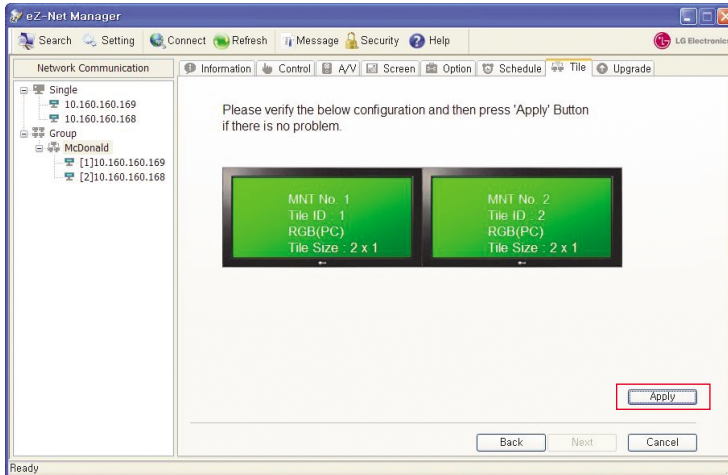 eZ-Net Manager
Search Setting Connect Refresh Message Security Help LG LG Electronics
Network Communication Information Control A/V Screen Option Schedule Tile Upgrade
Single
10.160.160.169
10.160.160.168
Group
McDonald
[1]10.160.160.169
[2]10.160.160.168
Please verify the below configuration and then press 'Apply' Button
if there is no problem.
MNT No. 1
Tile ID : 1
RGB(PC)
Tile Size : 2 x 1
MNT No. 2
Tile ID : 2
RGB(PC)
Tile Size : 2 x 1
Apply
Back Next Cancel
Ready